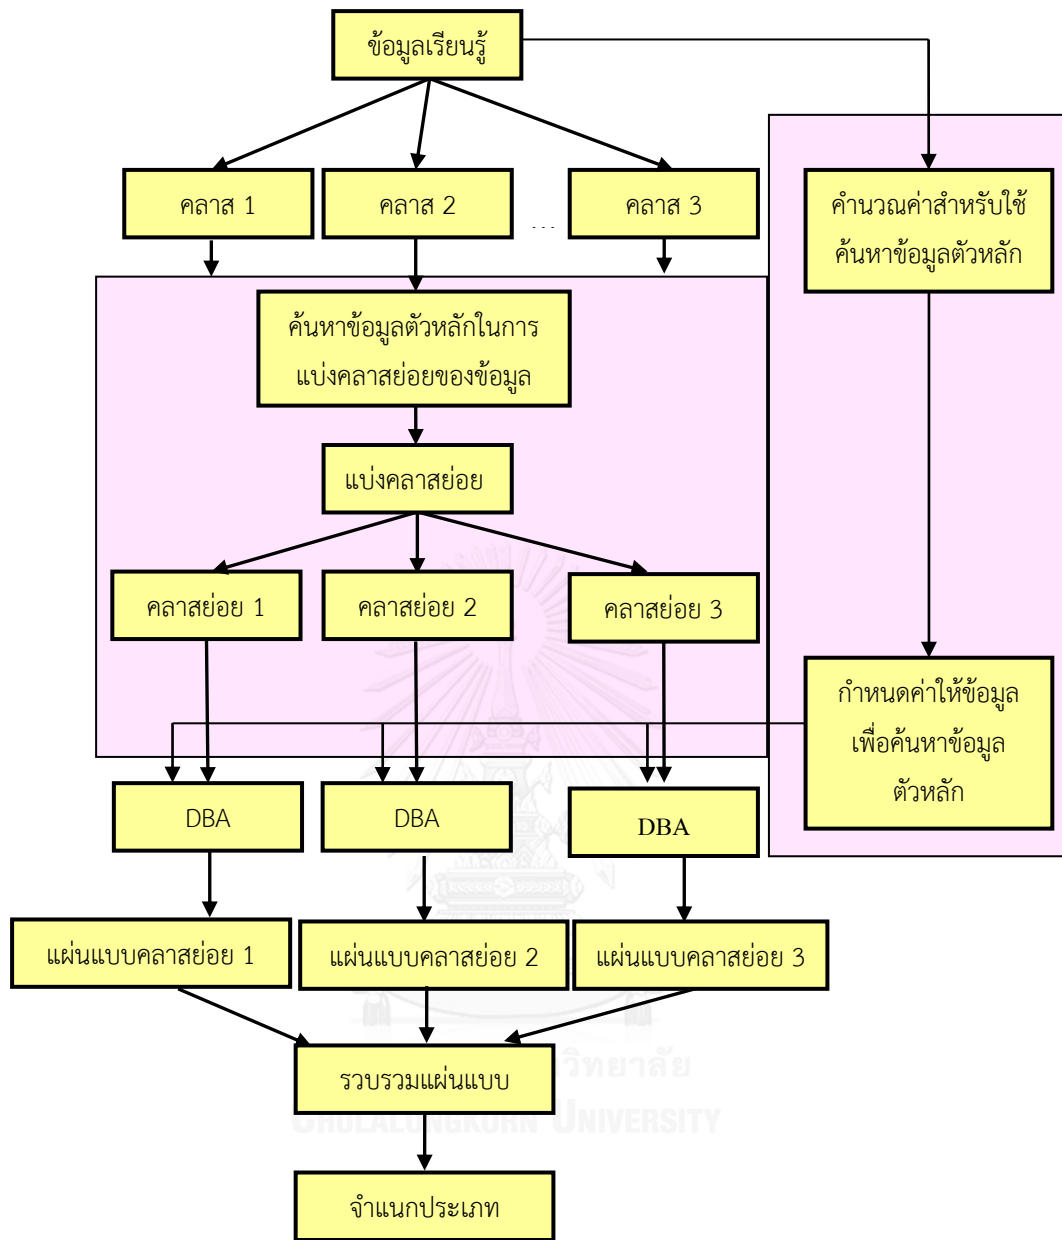 ข้อมูลเรียนรู้
คลาส 1
คลาส 2
...
คลาส 3
คำนวณค่าสำหรับใช้
ค้นหาข้อมูลตัวหลัก
ค้นหาข้อมูลตัวหลักในการ
แบ่งคลาสย่อยของข้อมูล
แบ่งคลาสย่อย
คลาสย่อย 1
คลาสย่อย 2
คลาสย่อย 3
กำหนดค่าให้ข้อมูล
เพื่อค้นหาข้อมูล
ตัวหลัก
DBA
DBA
DBA
แผ่นแบบคลาสย่อย 1
แผ่นแบบคลาสย่อย 2
แผ่นแบบคลาสย่อย 3
รวบรวมแผ่นแบบ
วิทยาลัย
CHULALONGKORN UNIVERSITY
จำแนกประเภท